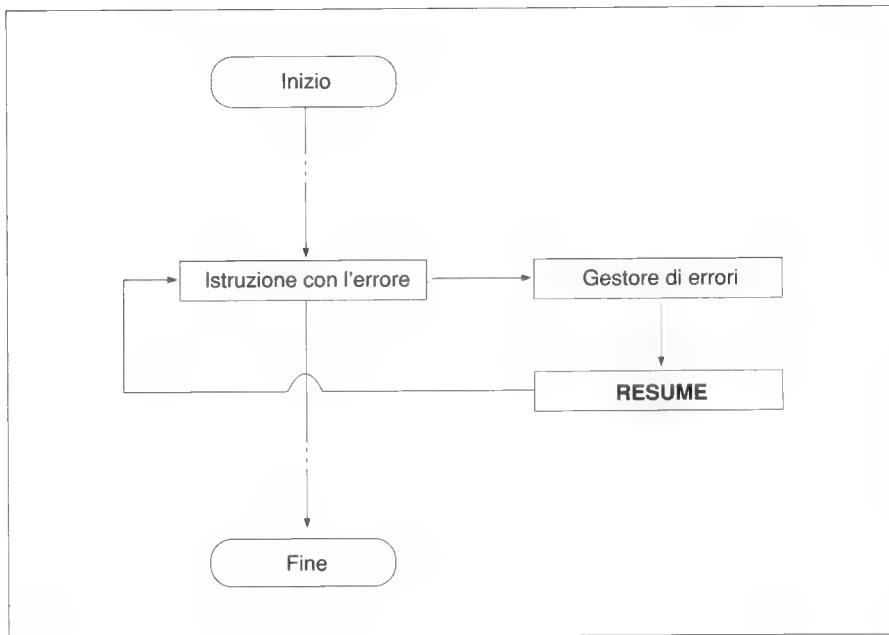 Inizio
Istruzione con l'errore
Gestore di errori
RESUME
Fine